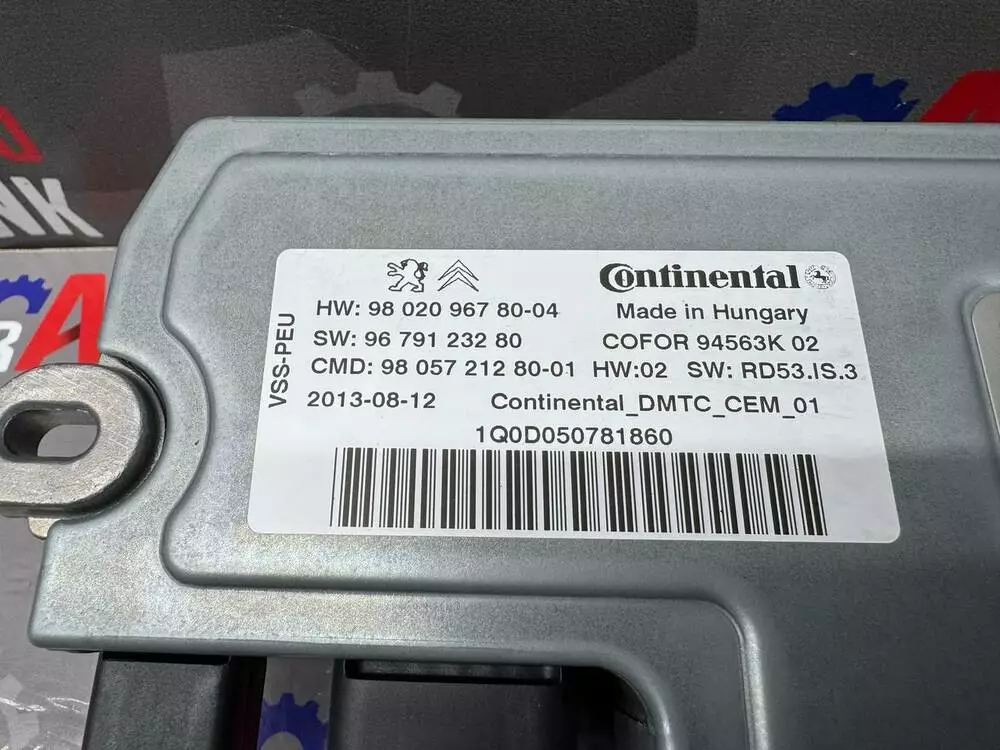 NK
A
VSS-PEU
HW: 98 020 967 80-04
SW: 96 791 232 80
CMD: 98 057 212 80-01 HW:02 SW: RD53.IS.3
2013-08-12 Continental_DMTC_CEM_01
1Q0D050781860
Continental
Made in Hungary
COFOR 94563K 02